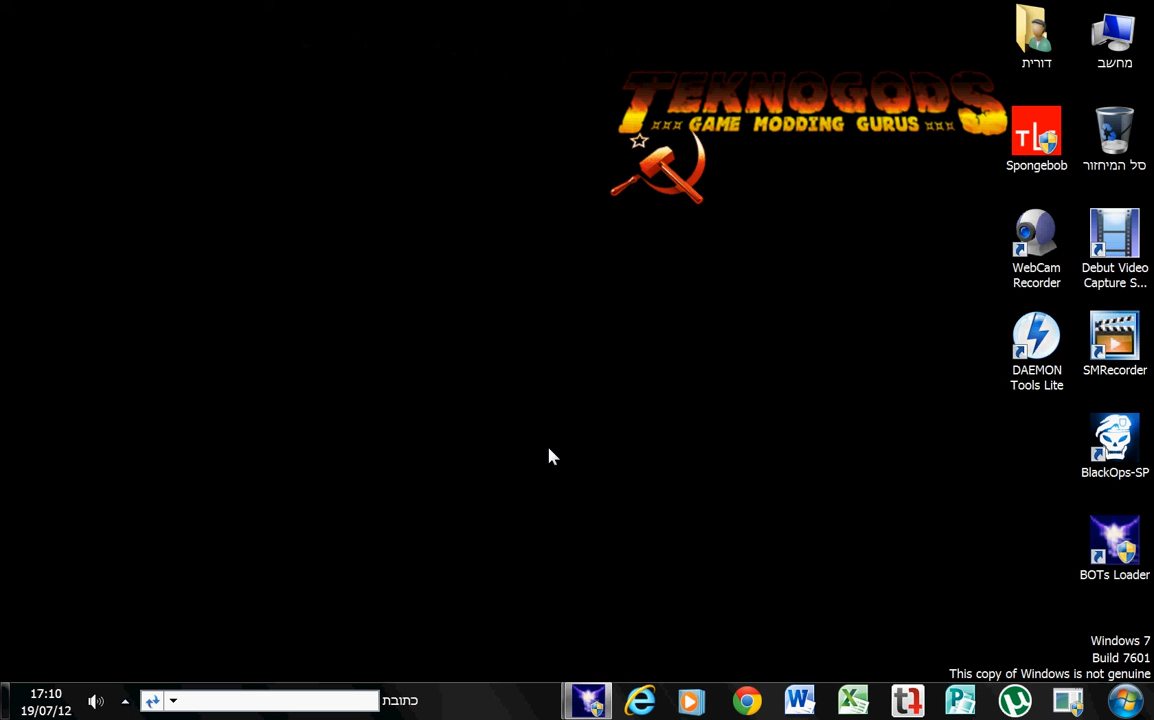 TEKNOGODS
••• GAME MODDING GURUS •••
דורית
מחשב
TLG
Spongebob
סל המיחזור
WebCam
Recorder
Debut Video
Capture S...
DAEMON
Tools Lite
SMRecorder
BlackOps-SP
BOTs Loader
Windows 7
Build 7601
This copy of Windows is not genuine
17:10
19/07/12
כתובת